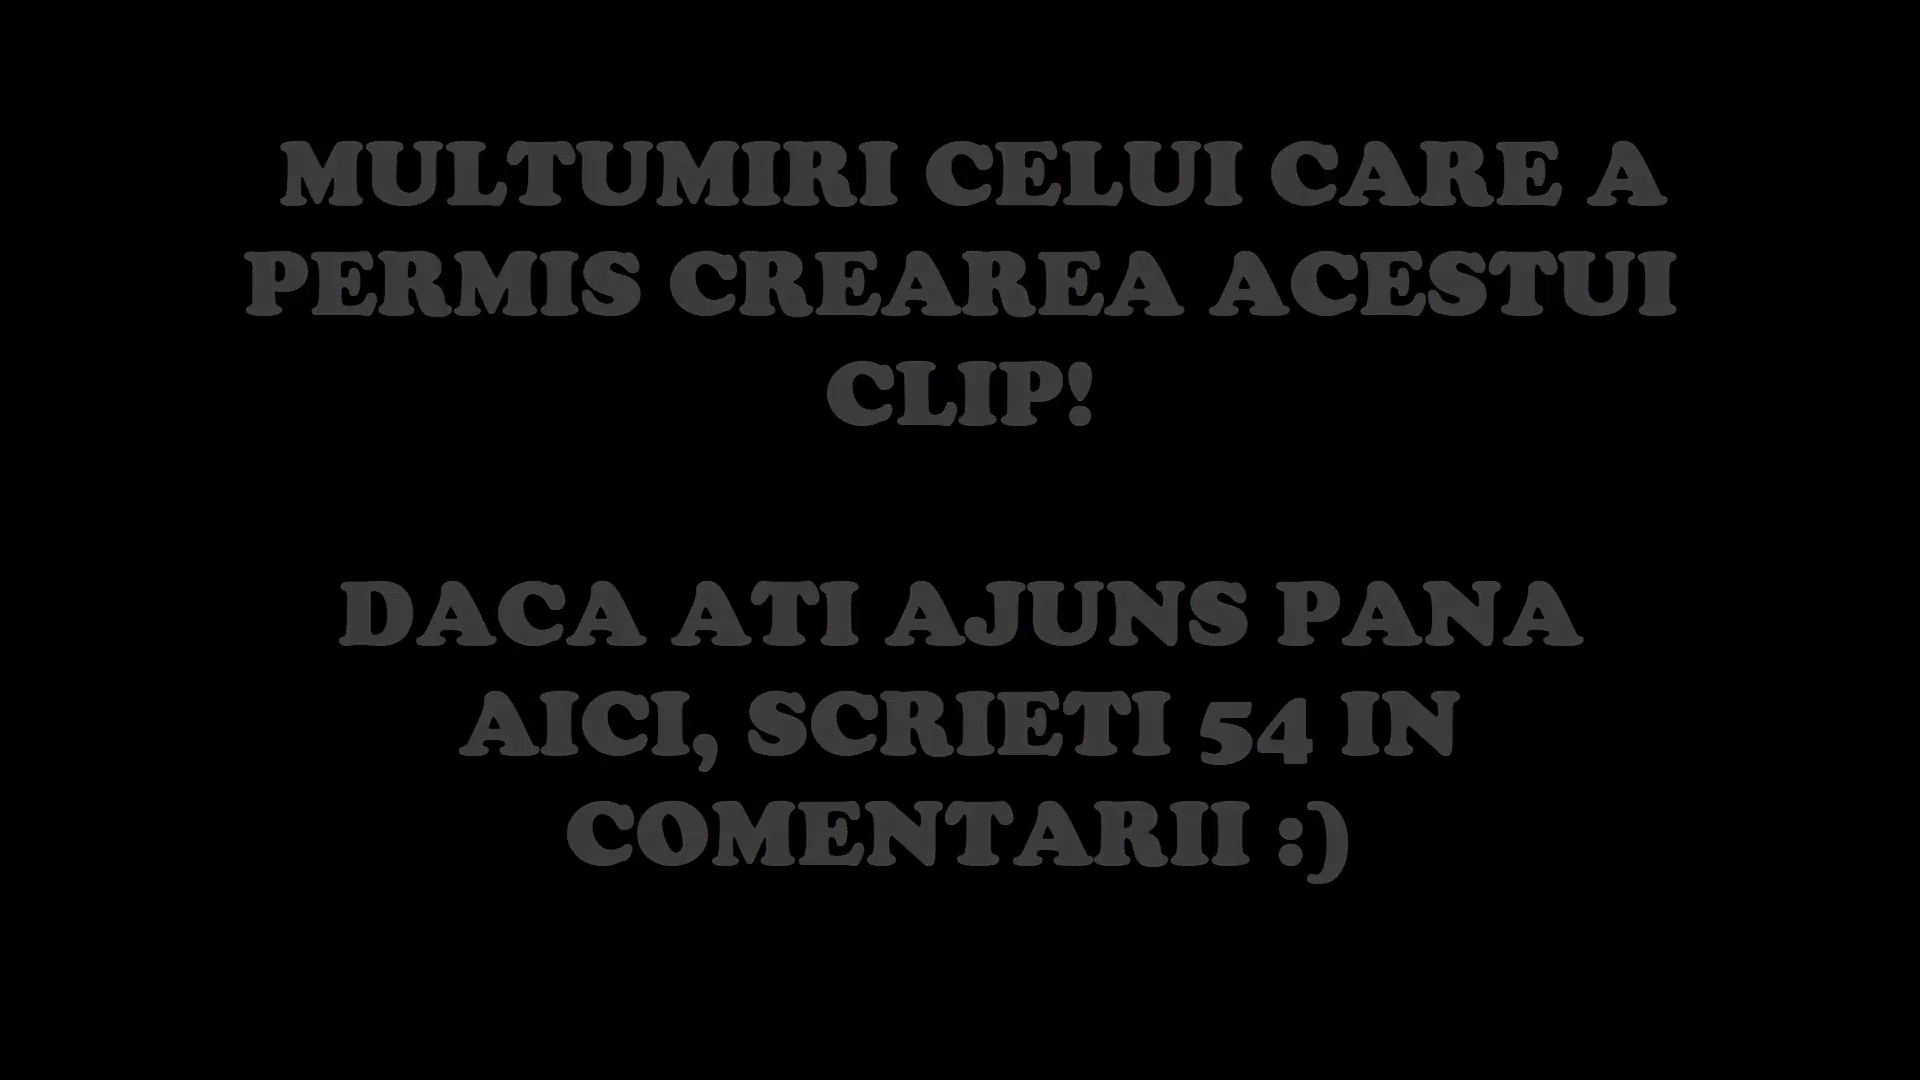 MULTUMIRI CELUI CARE A
PERMIS CREAREA ACESTUI
CLIP!
DACA ATI AJUNS PANA
AICI, SCRIETI 54 IN
COMENTARII :)